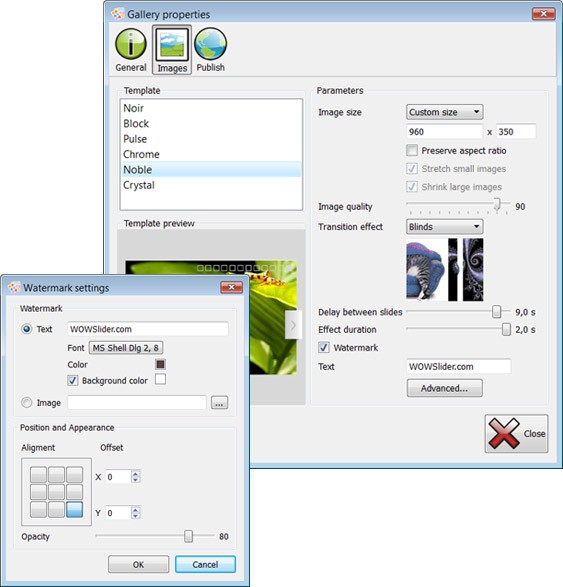 Gallery properties
General
Images
Publish
Template
Noir
Block
Pulse
Chrome
Noble
Crystal
Template preview
Parameters
Image size
Custom size
960 x 350
Preserve aspect ratio
Stretch small images
Shrink large images
Image quality 90
Transition effect
Blinds
Delay between slides 9,0 s
Effect duration 2,0 s
Watermark
Text WOWSlider.com
Advanced...
Close
Watermark settings
Watermark
Text WOWSlider.com
Font MS Shell Dlg 2, 8
Color
Background color
Image ...
Position and Appearance
Aligment Offset
X 0
Y 0
Opacity 80
OK Cancel